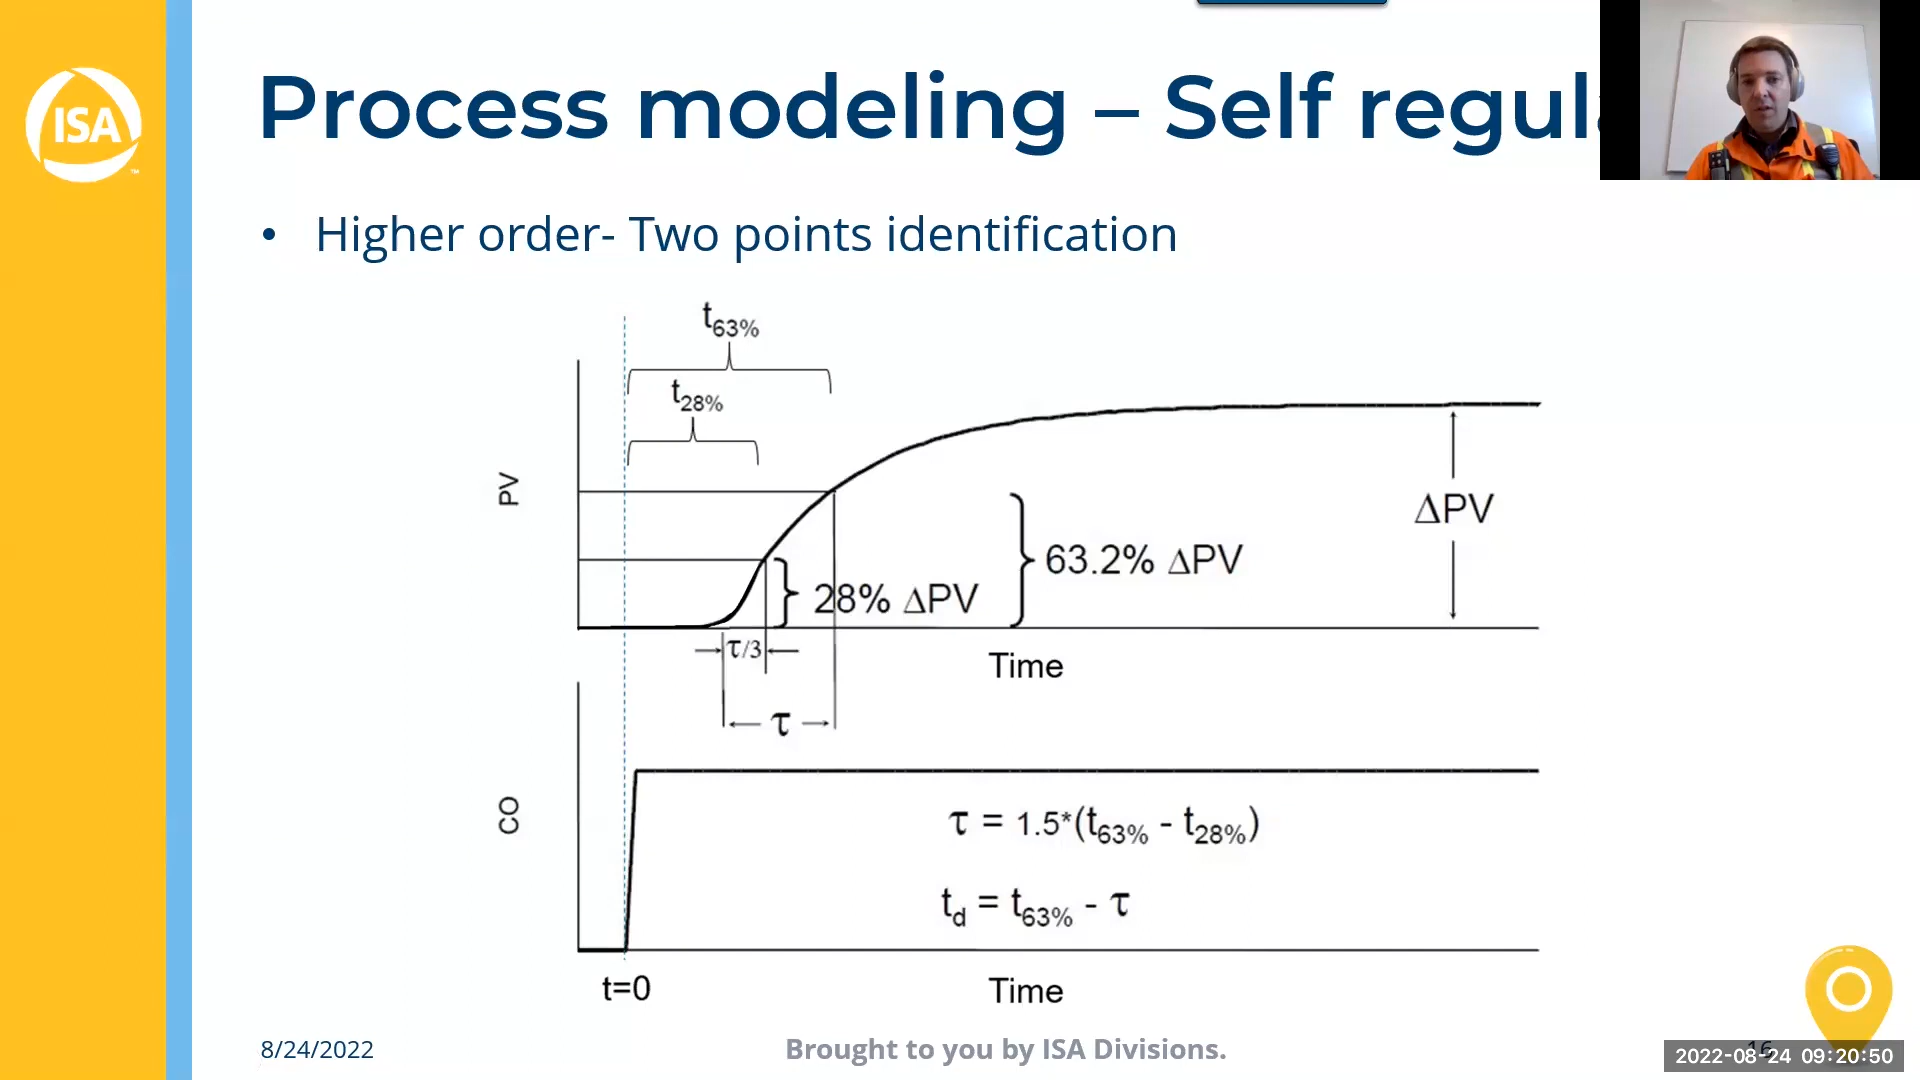 ISA
™
Process modeling – Self regul
• Higher order- Two points identification
t63%
t28%
PV
ΔPV
63.2% ΔPV
28% ΔPV
τ/3
Time
τ
CO
τ = 1.5*(t63% - t28%)
td = t63% - τ
t=0
Time
8/24/2022
Brought to you by ISA Divisions.
16
2022-08-24 09:20:50